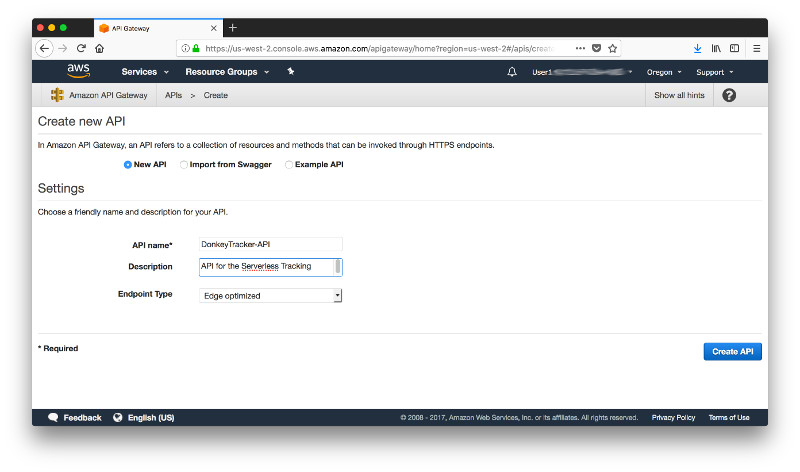 API Gateway
https://us-west-2.console.aws.amazon.com/apigateway/home?region=us-west-2#/apis/create
aws Services Resource Groups User1 Oregon Support
Amazon API Gateway APIs > Create Show all hints ?
Create new API
In Amazon API Gateway, an API refers to a collection of resources and methods that can be invoked through HTTPS endpoints.
New API Import from Swagger Example API
Settings
Choose a friendly name and description for your API.
API name* DonkeyTracker-API
Description API for the Serverless Tracking
Endpoint Type Edge optimized
* Required Create API
Feedback English (US) © 2008 - 2017, Amazon Web Services, Inc. or its affiliates. All rights reserved. Privacy Policy Terms of Use